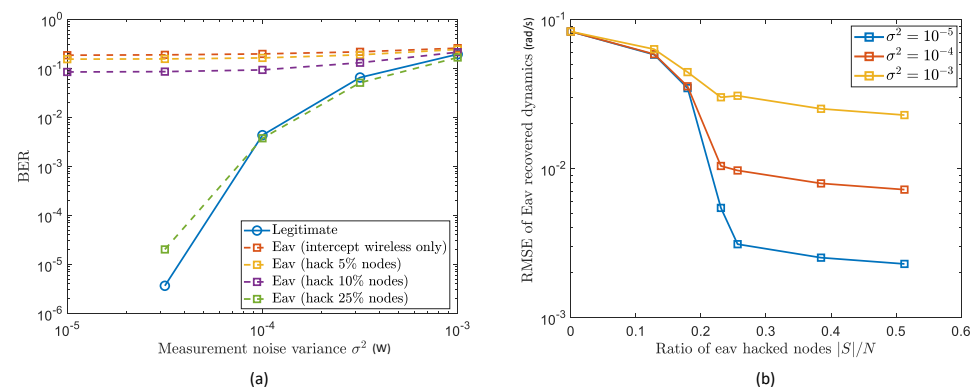 10^0
10^-1
10^-2
10^-3
10^-4
10^-5
10^-6
BER
10^-5
10^-4
10^-3
Measurement noise variance σ² (W)
Legitimate
Eav (intercept wireless only)
Eav (hack 5% nodes)
Eav (hack 10% nodes)
Eav (hack 25% nodes)
(a)
10^-1
10^-2
10^-3
RMSE of Eav recovered dynamics (rad/s)
σ² = 10^-5
σ² = 10^-4
σ² = 10^-3
0
0.1
0.2
0.3
0.4
0.5
0.6
Ratio of eav hacked nodes |S|/N
(b)